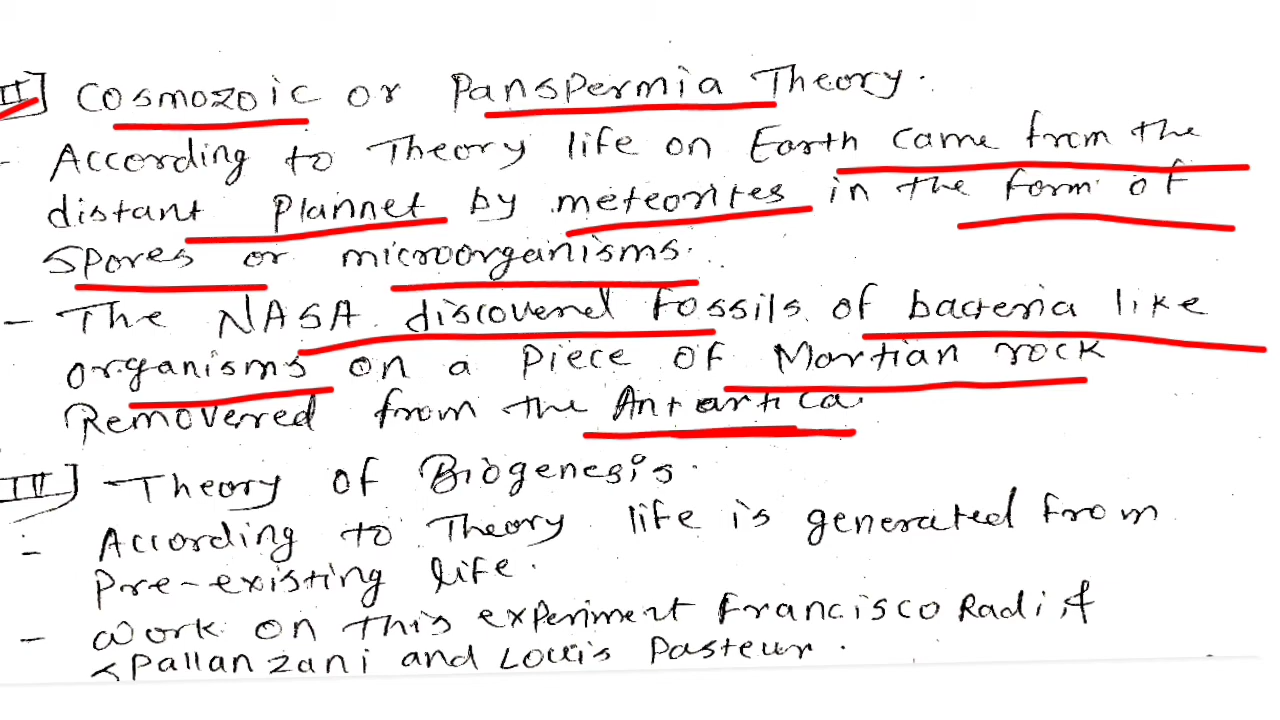 II] Cosmozoic or Panspermia Theory.
- According to Theory life on Earth came from the
distant plannet by meteorites in the form of
spores or microorganisms.
- The NASA discovered fossils of bacteria like
organisms on a piece of Martian rock
Removered from the Antartica.
IV] Theory of Biogenesis.
- According to Theory life is generated from
Pre-existing life.
- work on this experiment Francisco Radi &
spallanzani and Louis Pasteur.